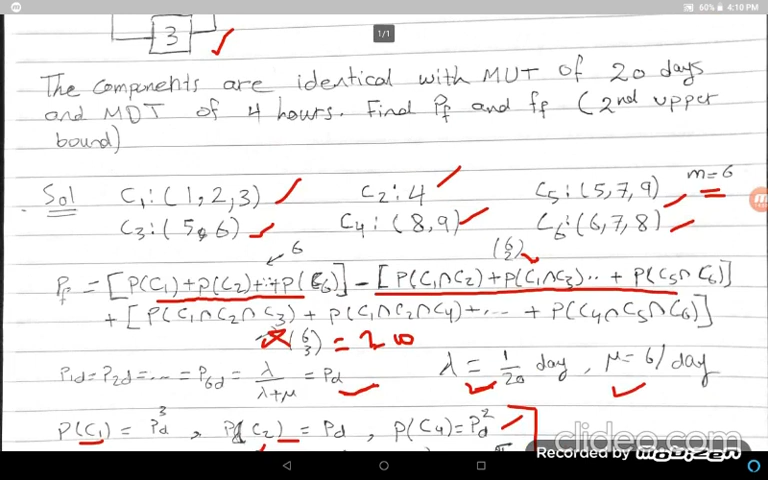 60% 4:10 PM
3
1/1
The components are identical with MUT of 20 days
and MDT of 4 hours. Find Pf and ff (2nd upper
bound)
Sol C1: (1,2,3) C2: 4 C5: (5,7,9) m=6
C3: (5,6) C4: (8,9) C6: (6,7,8)
6 (6 2)
Pf = [P(C1)+P(C2)+..+P(C6)] - [P(C1∩C2)+P(C1∩C3)..+P(C5∩C6)]
+ [P(C1∩C2∩C3) + P(C1∩C2∩C4)+... + P(C4∩C5∩C6)]
(6 3) = 20
P1d = P2d = ... = P6d = λ/(λ+μ) = Pd λ = 1/20 day, μ = 6/day
P(C1) = Pd^3, P(C2) = Pd, P(C4) = Pd^2
clideo.com
Recorded by MOBIZEN